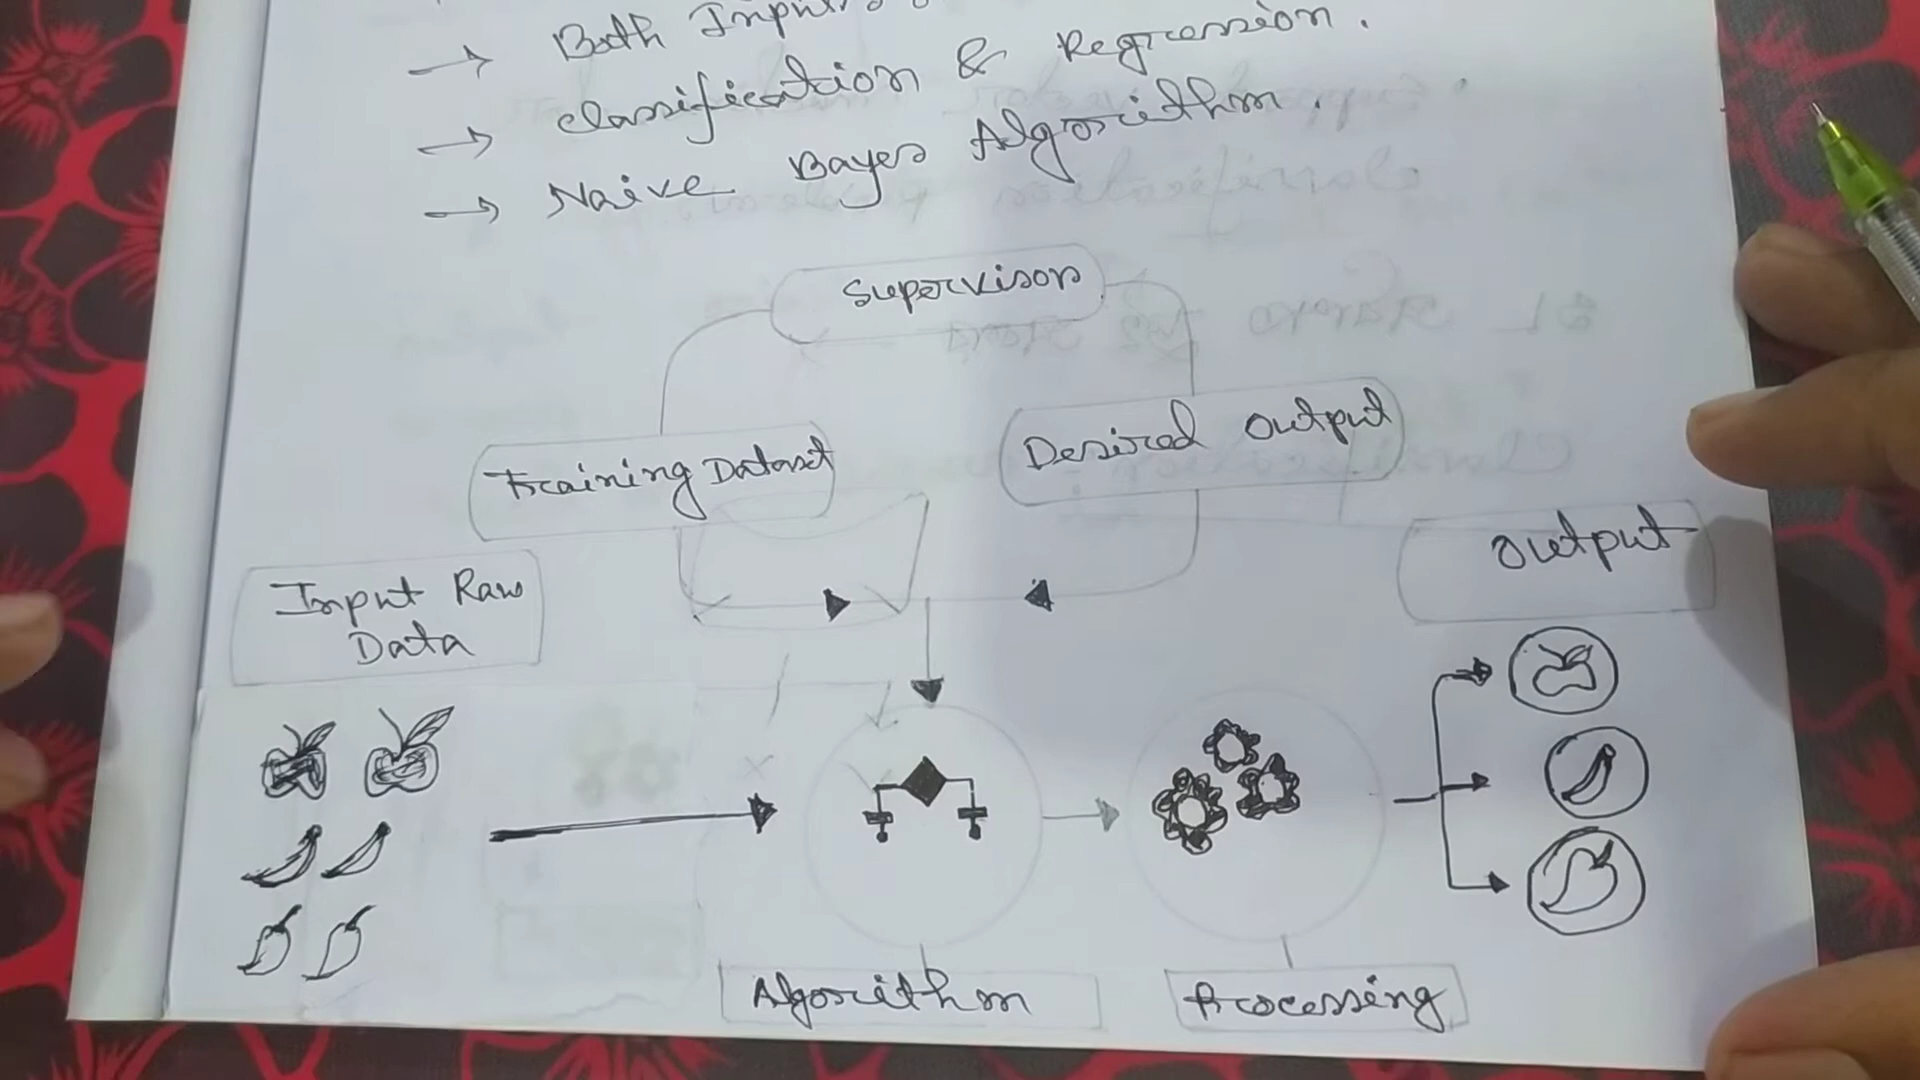 → Both Input
→ Classification & Regression.
→ Naive Bayes Algorithm.
Supervisor
Training Dataset
Desired Output
Input Raw
Data
Output
Algorithm
Processing